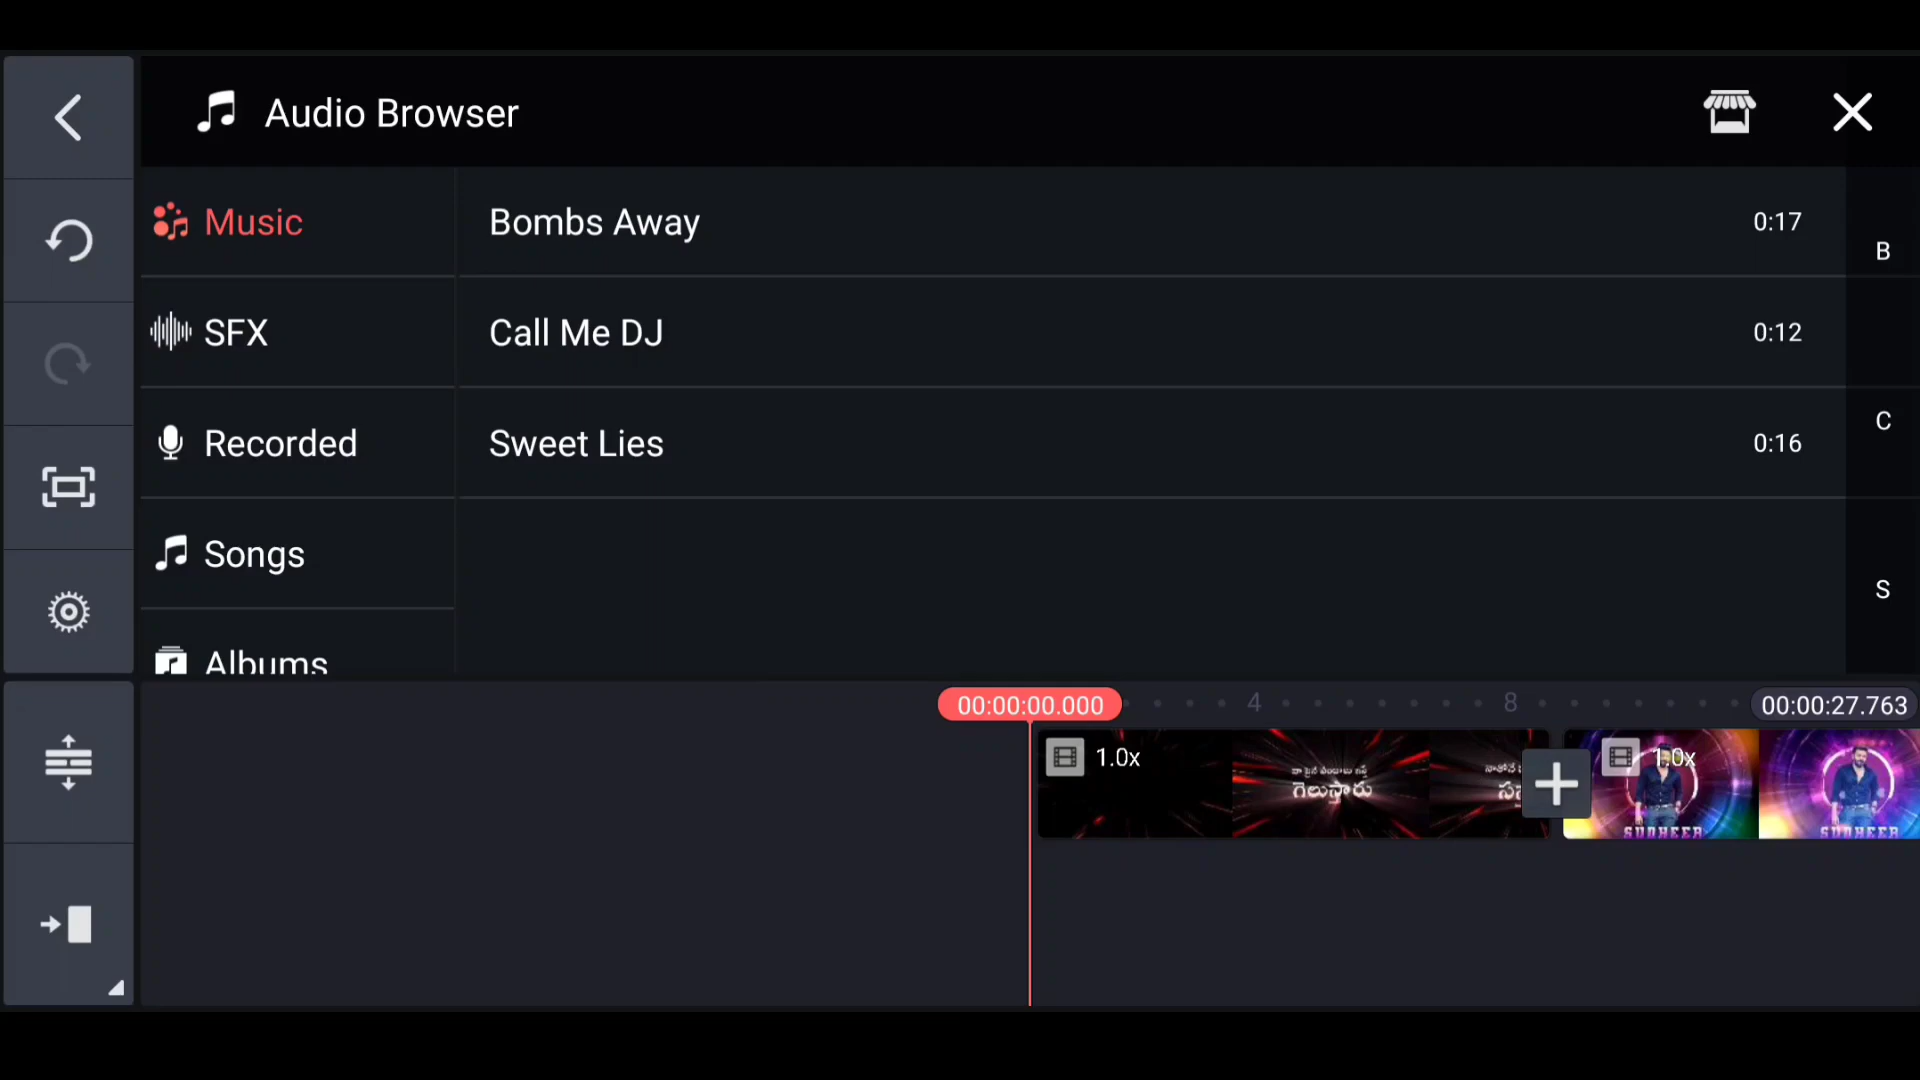 Audio Browser
Music
Bombs Away
0:17
B
SFX
Call Me DJ
0:12
C
Recorded
Sweet Lies
0:16
Songs
S
Albums
00:00:00.000
4
8
00:00:27.763
1.0x
గెలుస్తారు
1.0x
SUDHEER
SUDHEER